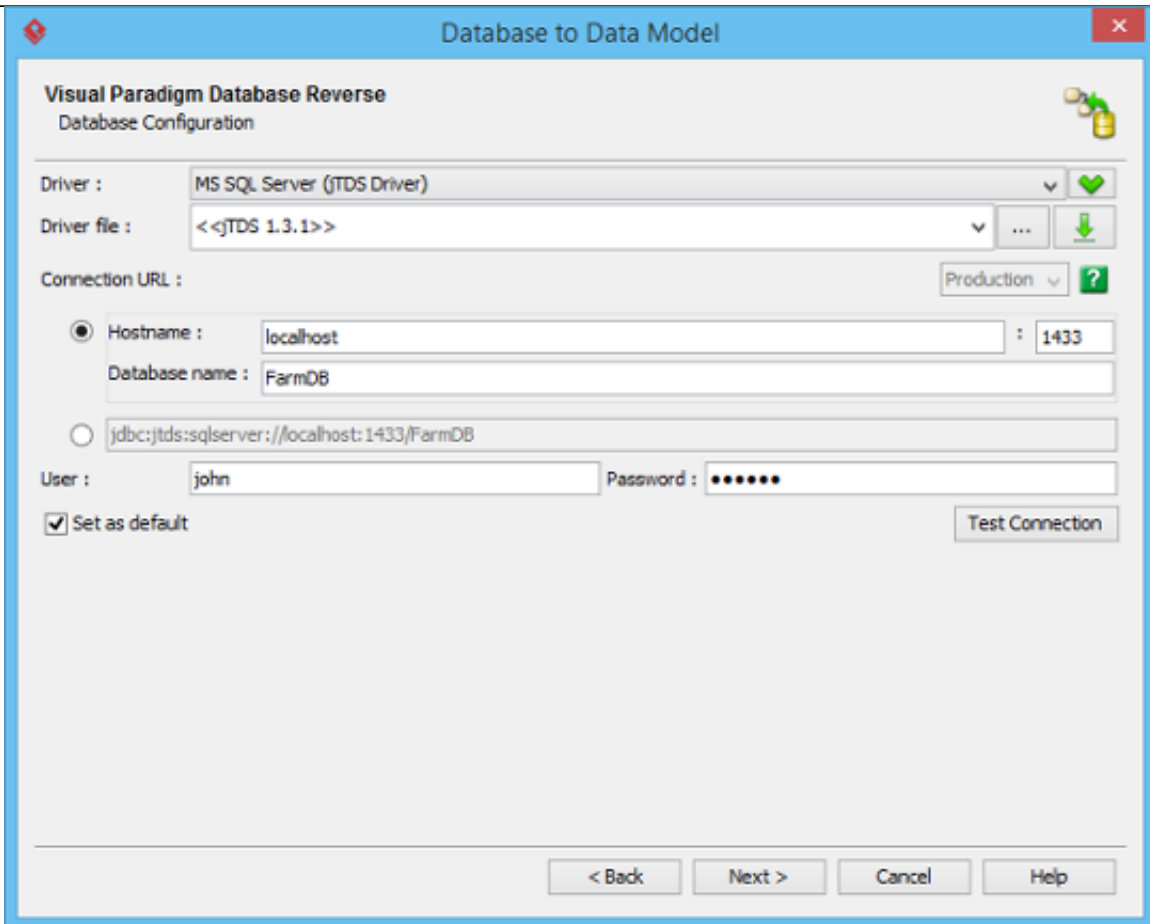 Database to Data Model
Visual Paradigm Database Reverse
Database Configuration
Driver : MS SQL Server (jTDS Driver)
Driver file : <<jTDS 1.3.1>> ...
Connection URL : Production ?
Hostname : localhost : 1433
Database name : FarmDB
jdbc:jtds:sqlserver://localhost:1433/FarmDB
User : john Password : ••••••
Set as default Test Connection
< Back Next > Cancel Help